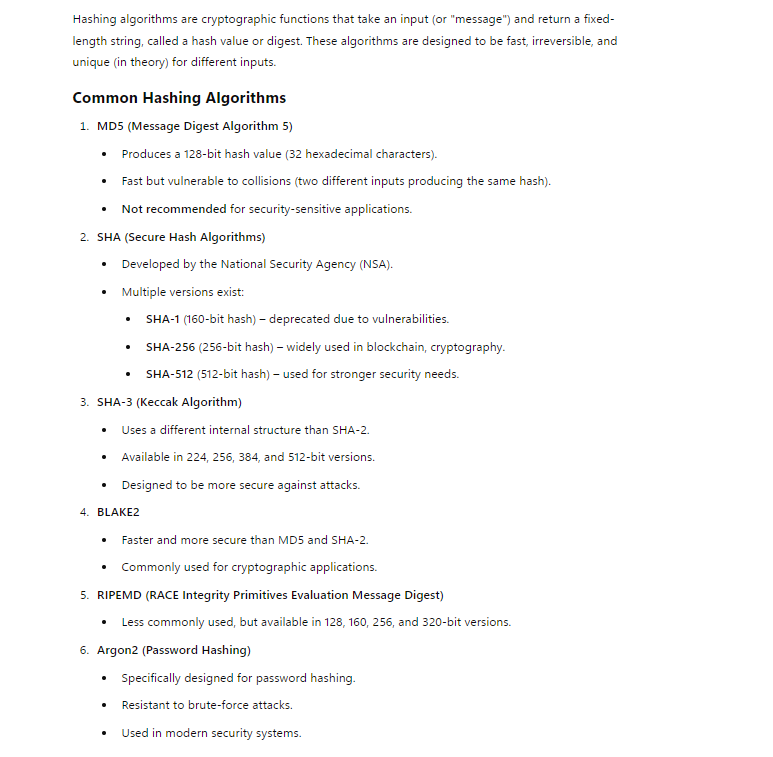 Hashing algorithms are cryptographic functions that take an input (or "message") and return a fixed-
length string, called a hash value or digest. These algorithms are designed to be fast, irreversible, and
unique (in theory) for different inputs.
Common Hashing Algorithms
1. MD5 (Message Digest Algorithm 5)
• Produces a 128-bit hash value (32 hexadecimal characters).
• Fast but vulnerable to collisions (two different inputs producing the same hash).
• Not recommended for security-sensitive applications.
2. SHA (Secure Hash Algorithms)
• Developed by the National Security Agency (NSA).
• Multiple versions exist:
• SHA-1 (160-bit hash) – deprecated due to vulnerabilities.
• SHA-256 (256-bit hash) – widely used in blockchain, cryptography.
• SHA-512 (512-bit hash) – used for stronger security needs.
3. SHA-3 (Keccak Algorithm)
• Uses a different internal structure than SHA-2.
• Available in 224, 256, 384, and 512-bit versions.
• Designed to be more secure against attacks.
4. BLAKE2
• Faster and more secure than MD5 and SHA-2.
• Commonly used for cryptographic applications.
5. RIPEMD (RACE Integrity Primitives Evaluation Message Digest)
• Less commonly used, but available in 128, 160, 256, and 320-bit versions.
6. Argon2 (Password Hashing)
• Specifically designed for password hashing.
• Resistant to brute-force attacks.
• Used in modern security systems.